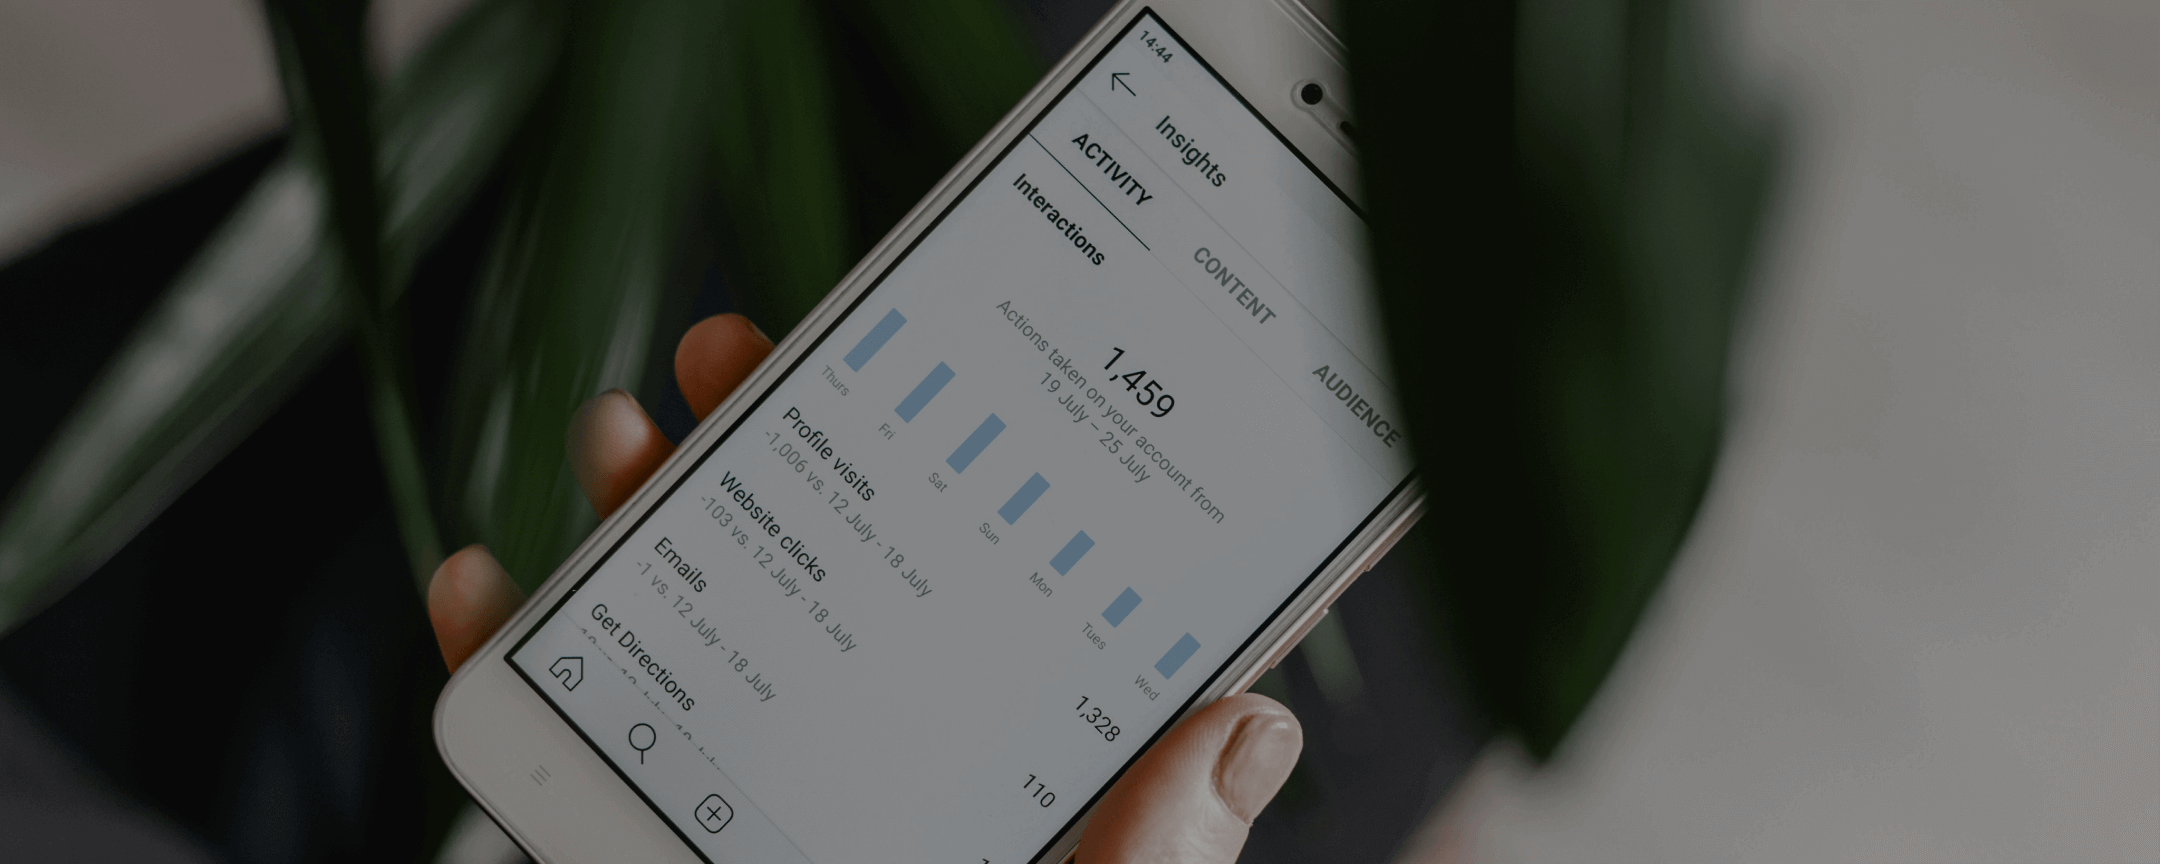 14:44
Insights
ACTIVITY
CONTENT
AUDIENCE
Interactions
1,459
Actions taken on your account from
19 July – 25 July
Thurs
Fri
Sat
Sun
Mon
Tues
Wed
Profile visits
1,328
-1,006 vs. 12 July - 18 July
Website clicks
110
-103 vs. 12 July - 18 July
Emails
-1 vs. 12 July - 18 July
Get Directions